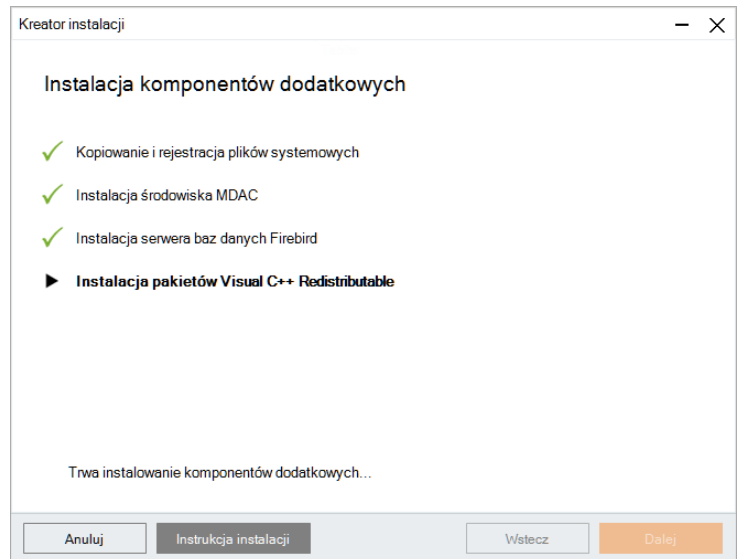 Kreator instalacji
Instalacja komponentów dodatkowych
Kopiowanie i rejestracja plików systemowych
Instalacja środowiska MDAC
Instalacja serwera baz danych Firebird
Instalacja pakietów Visual C++ Redistributable
Trwa instalowanie komponentów dodatkowych...
Anuluj
Instrukcja instalacji
Wstecz
Dalej